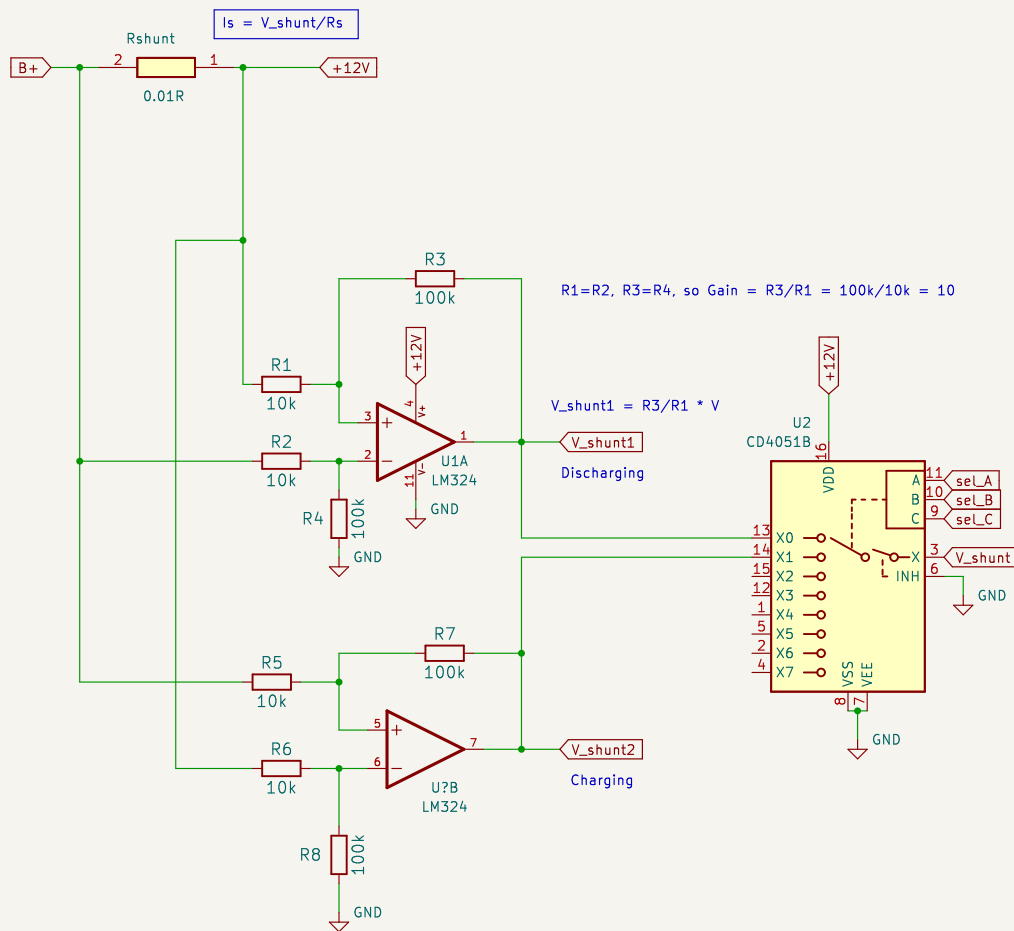 Is = V_shunt/Rs
Rshunt
B+
2
1
+12V
0.01R
R3
100k
R1=R2, R3=R4, so Gain = R3/R1 = 100k/10k = 10
+12V
+12V
R1
10k
4
V+
3
+
V_shunt1 = R3/R1 * V
U2
CD4051B
R2
10k
2
−
1
V_shunt1
U1A
LM324
V-
11
GND
Discharging
16
VDD
A
11
sel_A
B
10
sel_B
C
9
sel_C
R4
100k
GND
13
X0
14
X1
X
3
V_shunt
15
X2
INH
6
GND
12
X3
1
X4
5
X5
2
X6
4
X7
VSS
VEE
8
7
GND
R7
100k
R5
10k
5
+
R6
10k
6
−
7
V_shunt2
Charging
U?B
LM324
R8
100k
GND